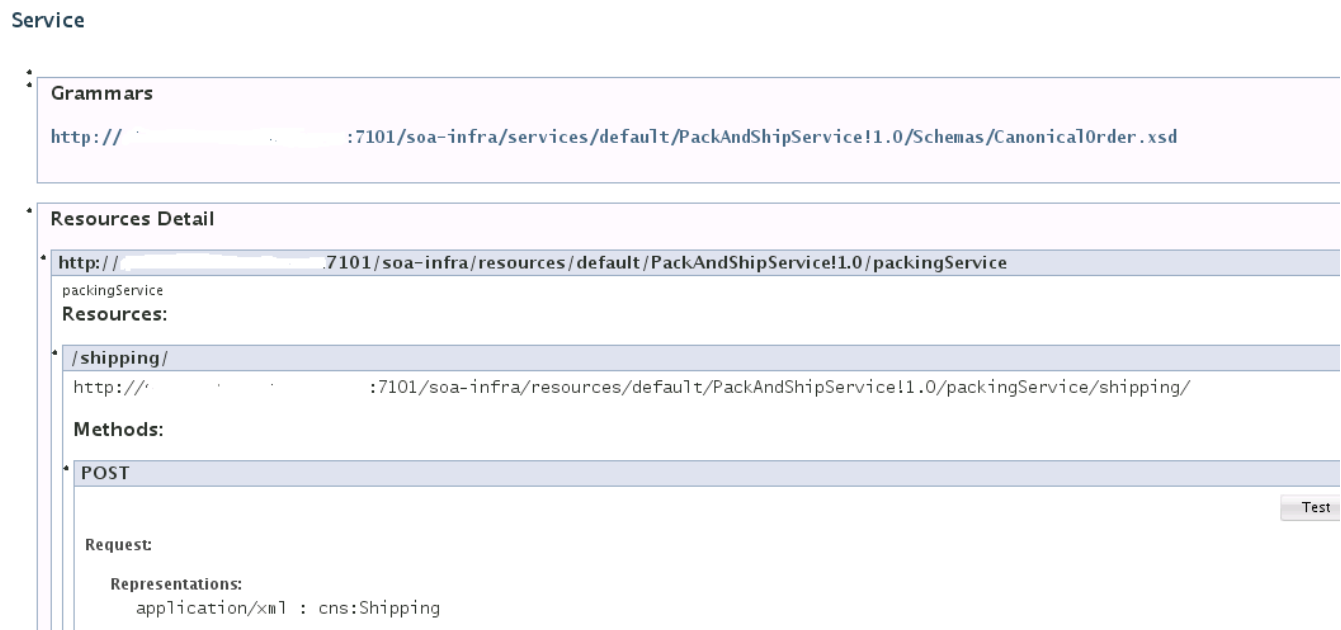 Service
Grammars
http:// :7101/soa-infra/services/default/PackAndShipService!1.0/Schemas/CanonicalOrder.xsd
Resources Detail
http:// 7101/soa-infra/resources/default/PackAndShipService!1.0/packingService
packingService
Resources:
/shipping/
http:// :7101/soa-infra/resources/default/PackAndShipService!1.0/packingService/shipping/
Methods:
POST
Test
Request:
Representations:
application/xml : cns:Shipping